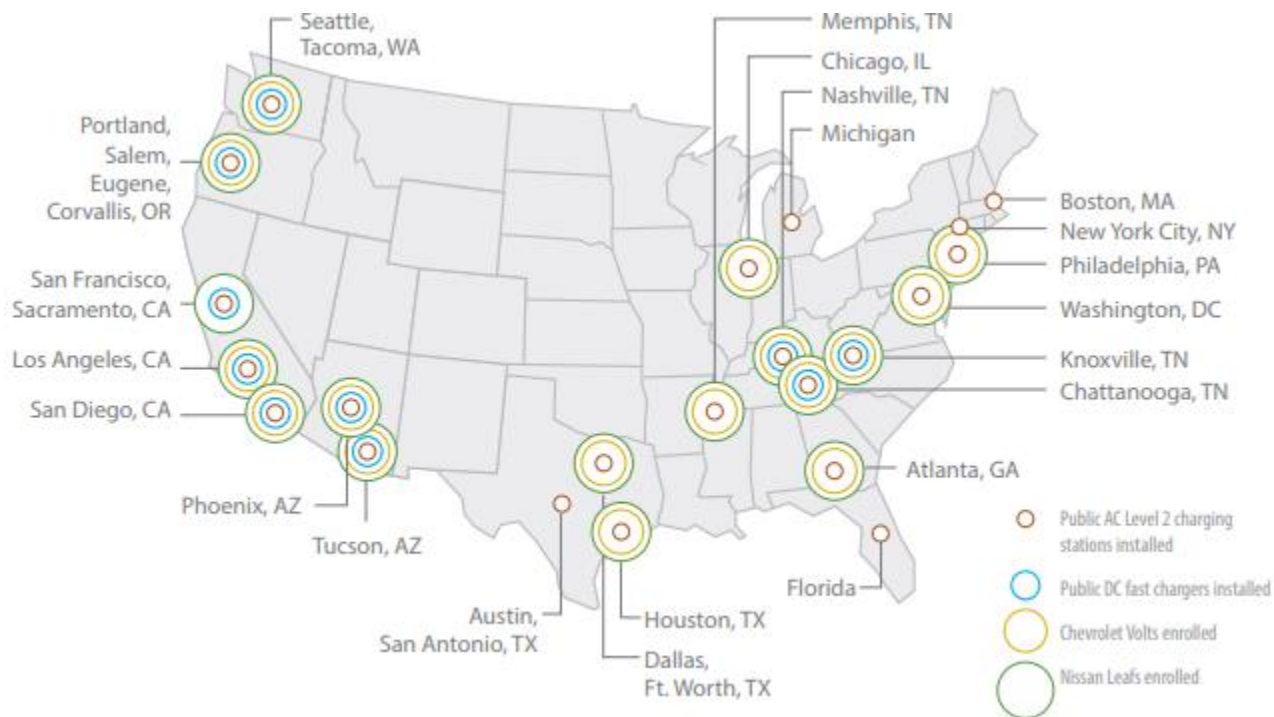 Seattle,
Tacoma, WA
Portland,
Salem,
Eugene,
Corvallis, OR
San Francisco,
Sacramento, CA
Los Angeles, CA
San Diego, CA
Phoenix, AZ
Tucson, AZ
Austin,
San Antonio, TX
Houston, TX
Dallas,
Ft. Worth, TX
Memphis, TN
Chicago, IL
Nashville, TN
Michigan
Boston, MA
New York City, NY
Philadelphia, PA
Washington, DC
Knoxville, TN
Chattanooga, TN
Atlanta, GA
Florida
Public AC Level 2 charging
stations installed
Public DC fast chargers installed
Chevrolet Volts enrolled
Nissan Leafs enrolled